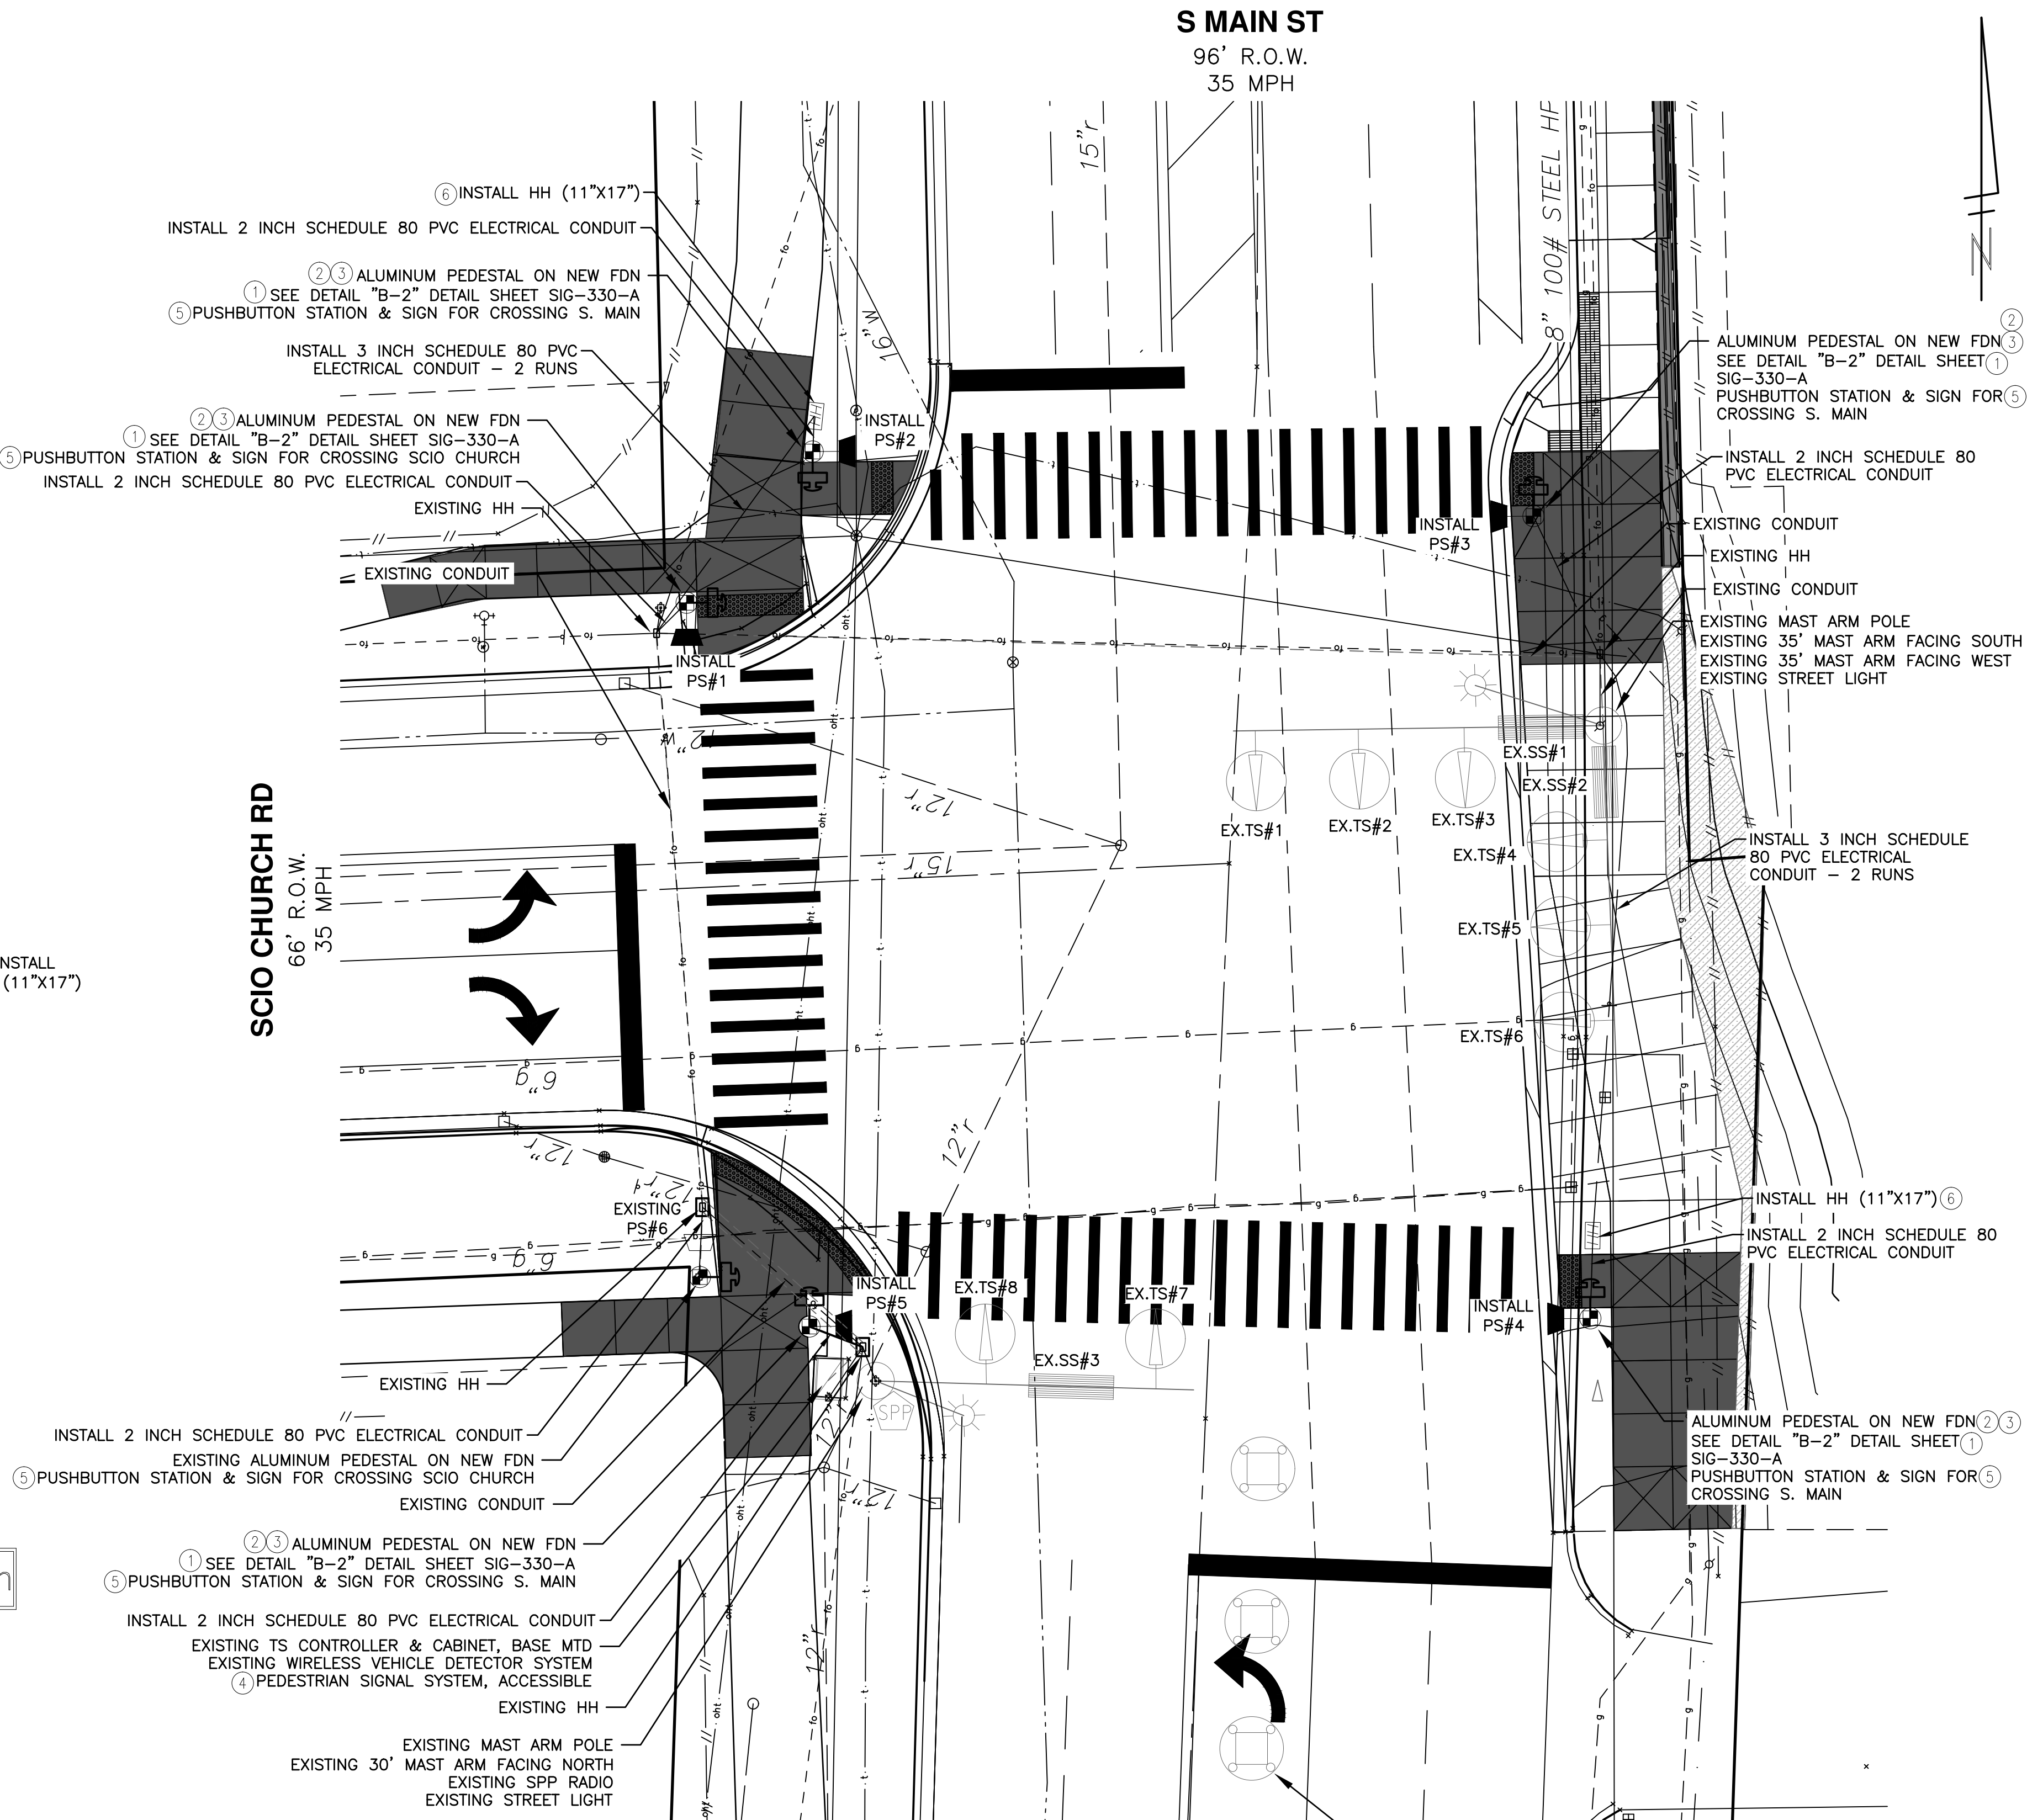 S MAIN ST
96' R.O.W.
35 MPH
⑥ INSTALL HH (11"X17")
INSTALL 2 INCH SCHEDULE 80 PVC ELECTRICAL CONDUIT
② ③ ALUMINUM PEDESTAL ON NEW FDN
① SEE DETAIL "B-2" DETAIL SHEET SIG-330-A
⑤ PUSHBUTTON STATION & SIGN FOR CROSSING S. MAIN
INSTALL 3 INCH SCHEDULE 80 PVC
ELECTRICAL CONDUIT - 2 RUNS
② ③ ALUMINUM PEDESTAL ON NEW FDN
① SEE DETAIL "B-2" DETAIL SHEET SIG-330-A
⑤ PUSHBUTTON STATION & SIGN FOR CROSSING SCIO CHURCH
INSTALL 2 INCH SCHEDULE 80 PVC ELECTRICAL CONDUIT
EXISTING HH
EXISTING CONDUIT
15"r
16"w
8" 100# STEEL HP
N
INSTALL
PS#2
INSTALL
PS#3
INSTALL
PS#1
ALUMINUM PEDESTAL ON NEW FDN ② ③
SEE DETAIL "B-2" DETAIL SHEET ①
SIG-330-A
PUSHBUTTON STATION & SIGN FOR ⑤
CROSSING S. MAIN
INSTALL 2 INCH SCHEDULE 80
PVC ELECTRICAL CONDUIT
EXISTING CONDUIT
EXISTING HH
EXISTING CONDUIT
EXISTING MAST ARM POLE
EXISTING 35' MAST ARM FACING SOUTH
EXISTING 35' MAST ARM FACING WEST
EXISTING STREET LIGHT
12"w
12"r
15"r
EX.SS#1
EX.SS#2
EX.TS#1
EX.TS#2
EX.TS#3
EX.TS#4
EX.TS#5
EX.TS#6
INSTALL 3 INCH SCHEDULE
80 PVC ELECTRICAL
CONDUIT - 2 RUNS
SCIO CHURCH RD
66' R.O.W.
35 MPH
NSTALL
(11"X17")
6"g
12"r
12"r
12"r
6"g
EXISTING
PS#6
INSTALL
PS#5
EX.TS#8
EX.TS#7
EX.SS#3
INSTALL
PS#4
SPP
12"
12"r
12"r
INSTALL HH (11"X17") ⑥
INSTALL 2 INCH SCHEDULE 80
PVC ELECTRICAL CONDUIT
ALUMINUM PEDESTAL ON NEW FDN ② ③
SEE DETAIL "B-2" DETAIL SHEET ①
SIG-330-A
PUSHBUTTON STATION & SIGN FOR ⑤
CROSSING S. MAIN
EXISTING HH
INSTALL 2 INCH SCHEDULE 80 PVC ELECTRICAL CONDUIT
EXISTING ALUMINUM PEDESTAL ON NEW FDN
⑤ PUSHBUTTON STATION & SIGN FOR CROSSING SCIO CHURCH
EXISTING CONDUIT
② ③ ALUMINUM PEDESTAL ON NEW FDN
① SEE DETAIL "B-2" DETAIL SHEET SIG-330-A
⑤ PUSHBUTTON STATION & SIGN FOR CROSSING S. MAIN
INSTALL 2 INCH SCHEDULE 80 PVC ELECTRICAL CONDUIT
EXISTING TS CONTROLLER & CABINET, BASE MTD
EXISTING WIRELESS VEHICLE DETECTOR SYSTEM
④ PEDESTRIAN SIGNAL SYSTEM, ACCESSIBLE
EXISTING HH
EXISTING MAST ARM POLE
EXISTING 30' MAST ARM FACING NORTH
EXISTING SPP RADIO
EXISTING STREET LIGHT